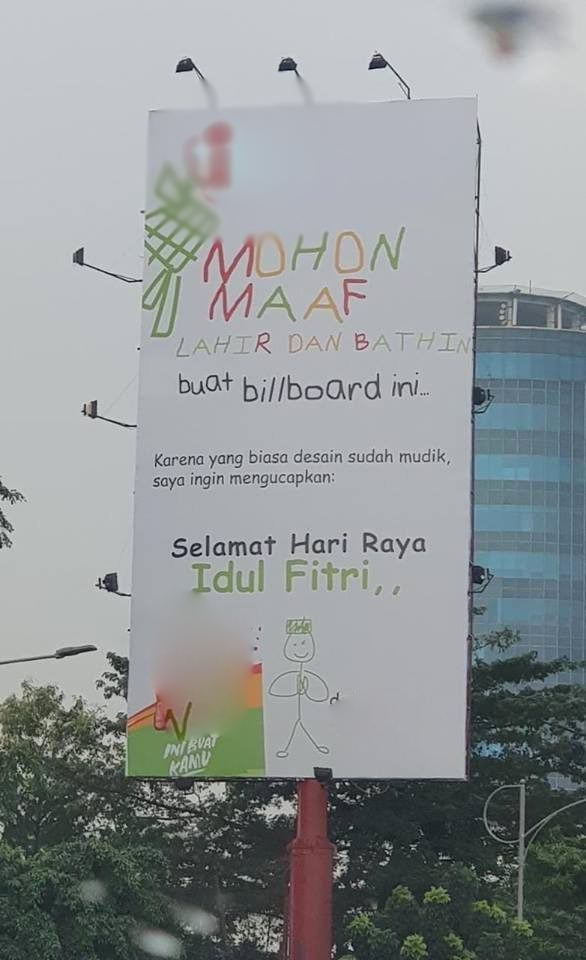 MOHON
MAAF
LAHIR DAN BATHIN
buat billboard ini...
Karena yang biasa desain sudah mudik,
saya ingin mengucapkan:
Selamat Hari Raya
Idul Fitri,,
INI BUAT
KAMU